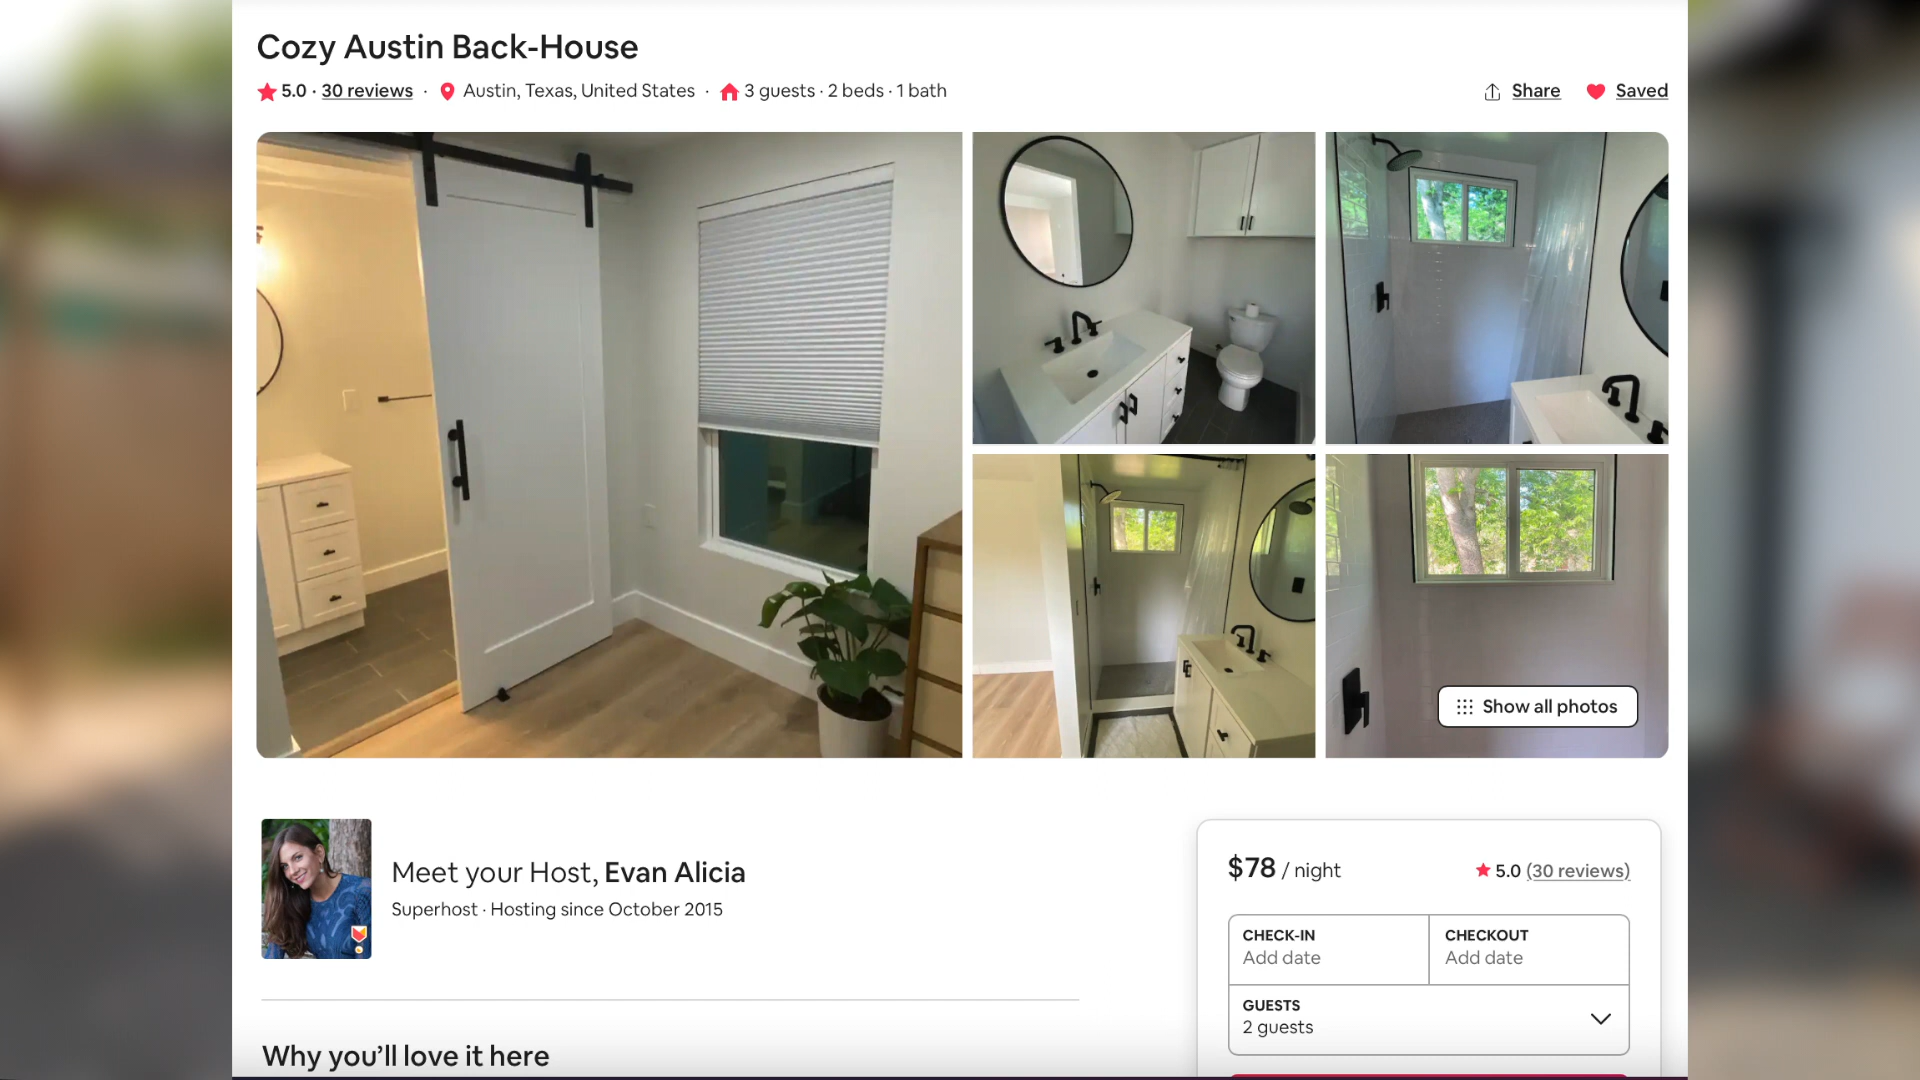 Cozy Austin Back-House
5.0 · 30 reviews · Austin, Texas, United States · 3 guests · 2 beds · 1 bath
Share Saved
Show all photos
Meet your Host, Evan Alicia
Superhost · Hosting since October 2015
$78 / night
5.0 (30 reviews)
CHECK-IN
Add date
CHECKOUT
Add date
GUESTS
2 guests
Why you’ll love it here